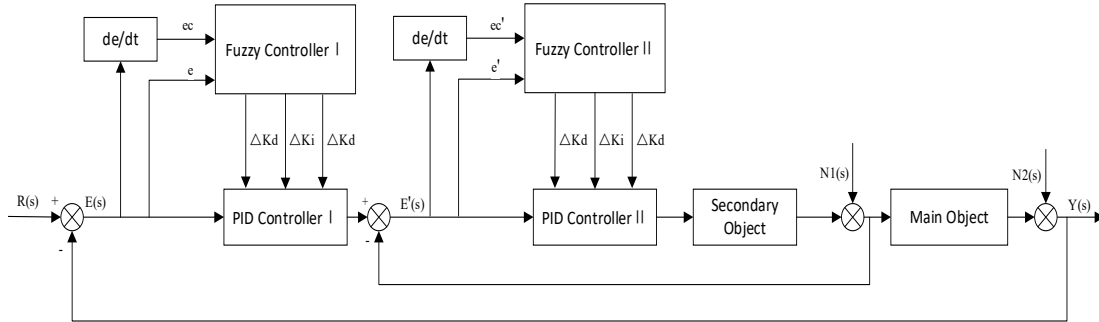 ec
de/dt
Fuzzy Controller Ⅰ
e
△Kd
△Ki
△Kd
ec'
de/dt
Fuzzy Controller Ⅱ
e'
△Kd
△Ki
△Kd
R(s)
+
-
E(s)
PID Controller Ⅰ
+
-
E'(s)
PID Controller Ⅱ
Secondary
Object
N1(s)
Main Object
N2(s)
Y(s)